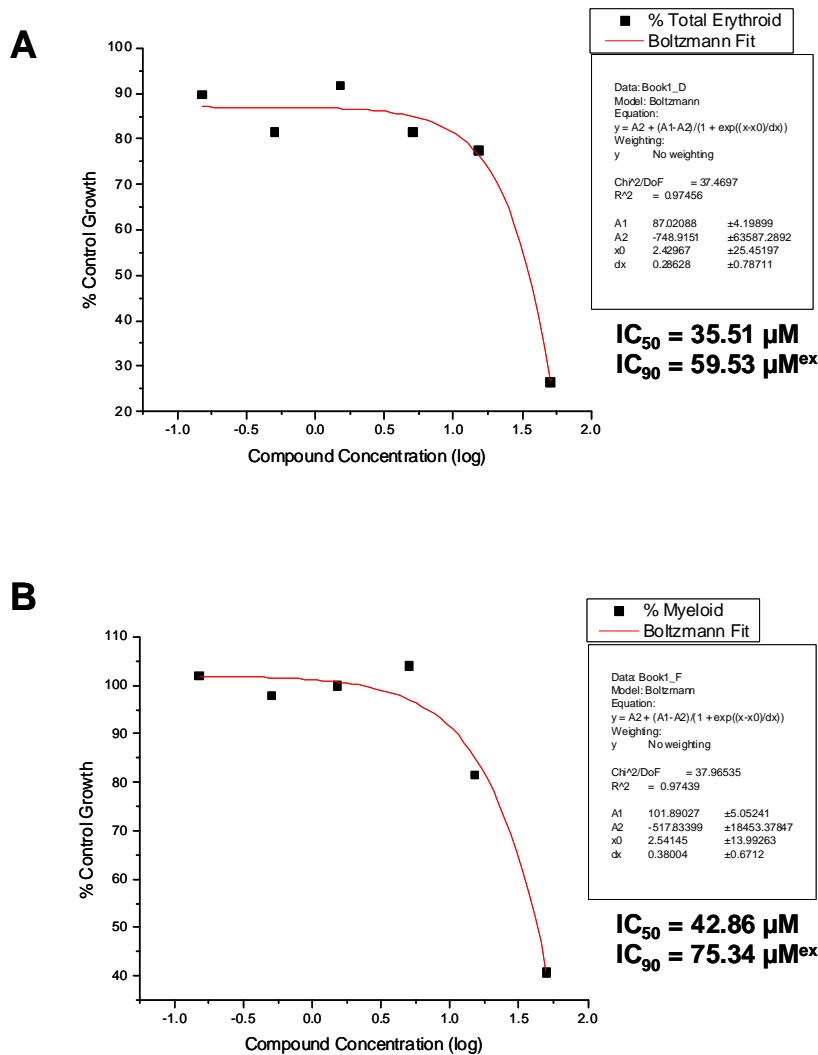 A
% Total Erythroid
Boltzmann Fit
Data: Book1_D
Model: Boltzmann
Equation:
y = A2 + (A1-A2)/(1 + exp((x-x0)/dx))
Weighting:
y No weighting
Chi^2/DoF = 37.4697
R^2 = 0.97456
A1 87.02088 ±4.19899
A2 -748.9151 ±63587.2892
x0 2.42967 ±25.45197
dx 0.28628 ±0.78711
IC50 = 35.51 µM
IC90 = 59.53 µMex
% Control Growth
100
90
80
70
60
50
40
30
20
-1.0 -0.5 0.0 0.5 1.0 1.5 2.0
Compound Concentration (log)
B
% Myeloid
Boltzmann Fit
Data: Book1_F
Model: Boltzmann
Equation:
y = A2 + (A1-A2)/(1 + exp((x-x0)/dx))
Weighting:
y No weighting
Chi^2/DoF = 37.96535
R^2 = 0.97439
A1 101.89027 ±5.05241
A2 -517.83399 ±18453.37847
x0 2.54145 ±13.99263
dx 0.38004 ±0.6712
IC50 = 42.86 µM
IC90 = 75.34 µMex
% Control Growth
110
100
90
80
70
60
50
40
-1.0 -0.5 0.0 0.5 1.0 1.5 2.0
Compound Concentration (log)